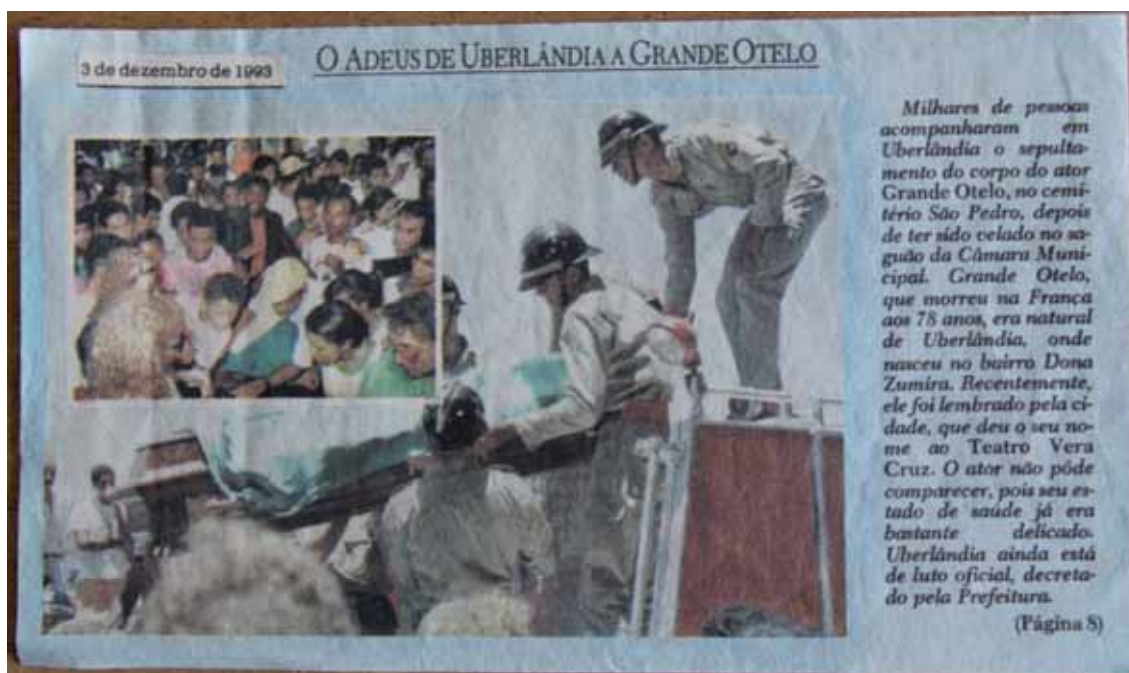 3 de dezembro de 1993
O ADEUS DE UBERLÂNDIA A GRANDE OTELO
Milhares de pessoas
acompanharam em
Uberlândia o sepulta-
mento do corpo do ator
Grande Otelo, no cemi-
tério São Pedro, depois
de ter sido velado no sa-
guão da Câmara Muni-
cipal. Grande Otelo,
que morreu na França
aos 78 anos, era natural
de Uberlândia, onde
nasceu no bairro Dona
Zumira. Recentemente,
ele foi lembrado pela ci-
dade, que deu o seu no-
me ao Teatro Vera
Cruz. O ator não pôde
comparecer, pois seu es-
tado de saúde já era
bastante delicado.
Uberlândia ainda está
de luto oficial, decreta-
do pela Prefeitura.
(Página 8)